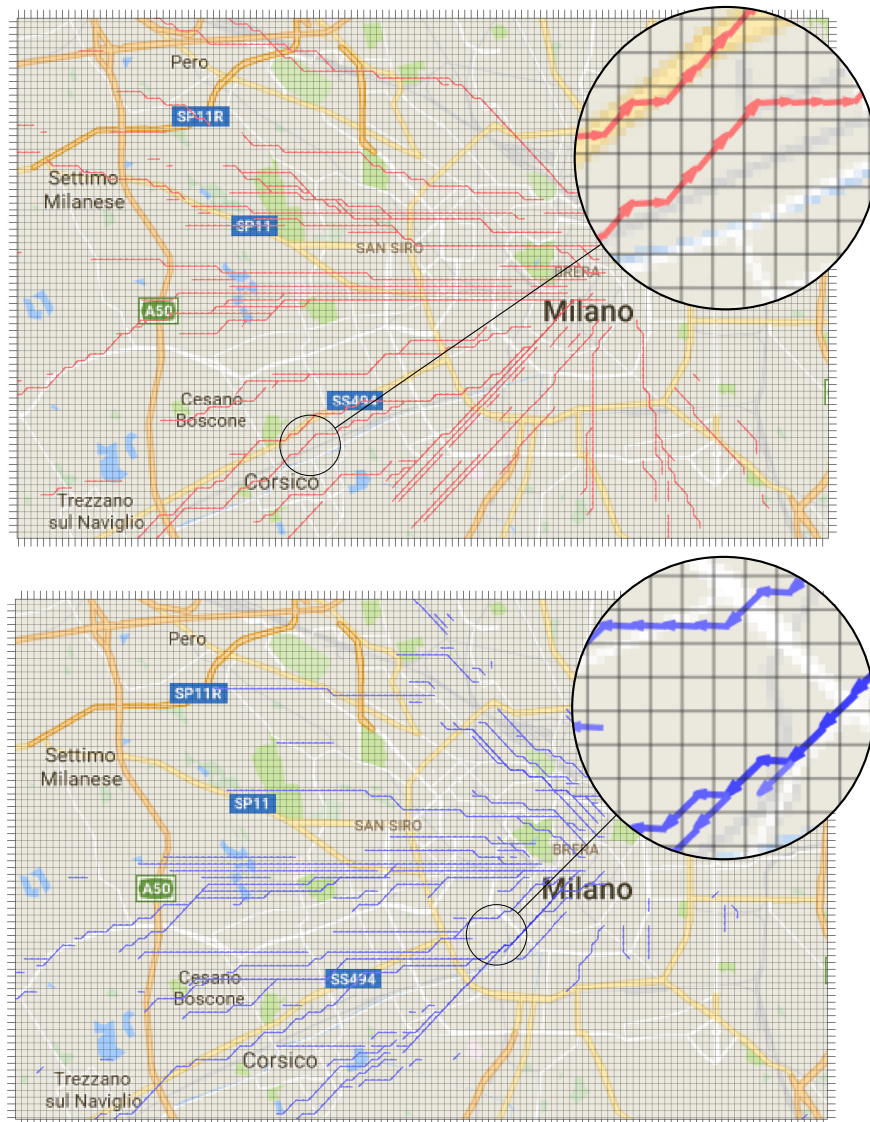 Pero
SP11R
Settimo
Milanese
SP11
SAN SIRO
BRERA
A50
Milano
Cesano
Boscone
SS494
Corsico
Trezzano
sul Naviglio
Pero
SP11R
Settimo
Milanese
SP11
SAN SIRO
BRERA
A50
Milano
Cesano
Boscone
SS494
Corsico
Trezzano
sul Naviglio